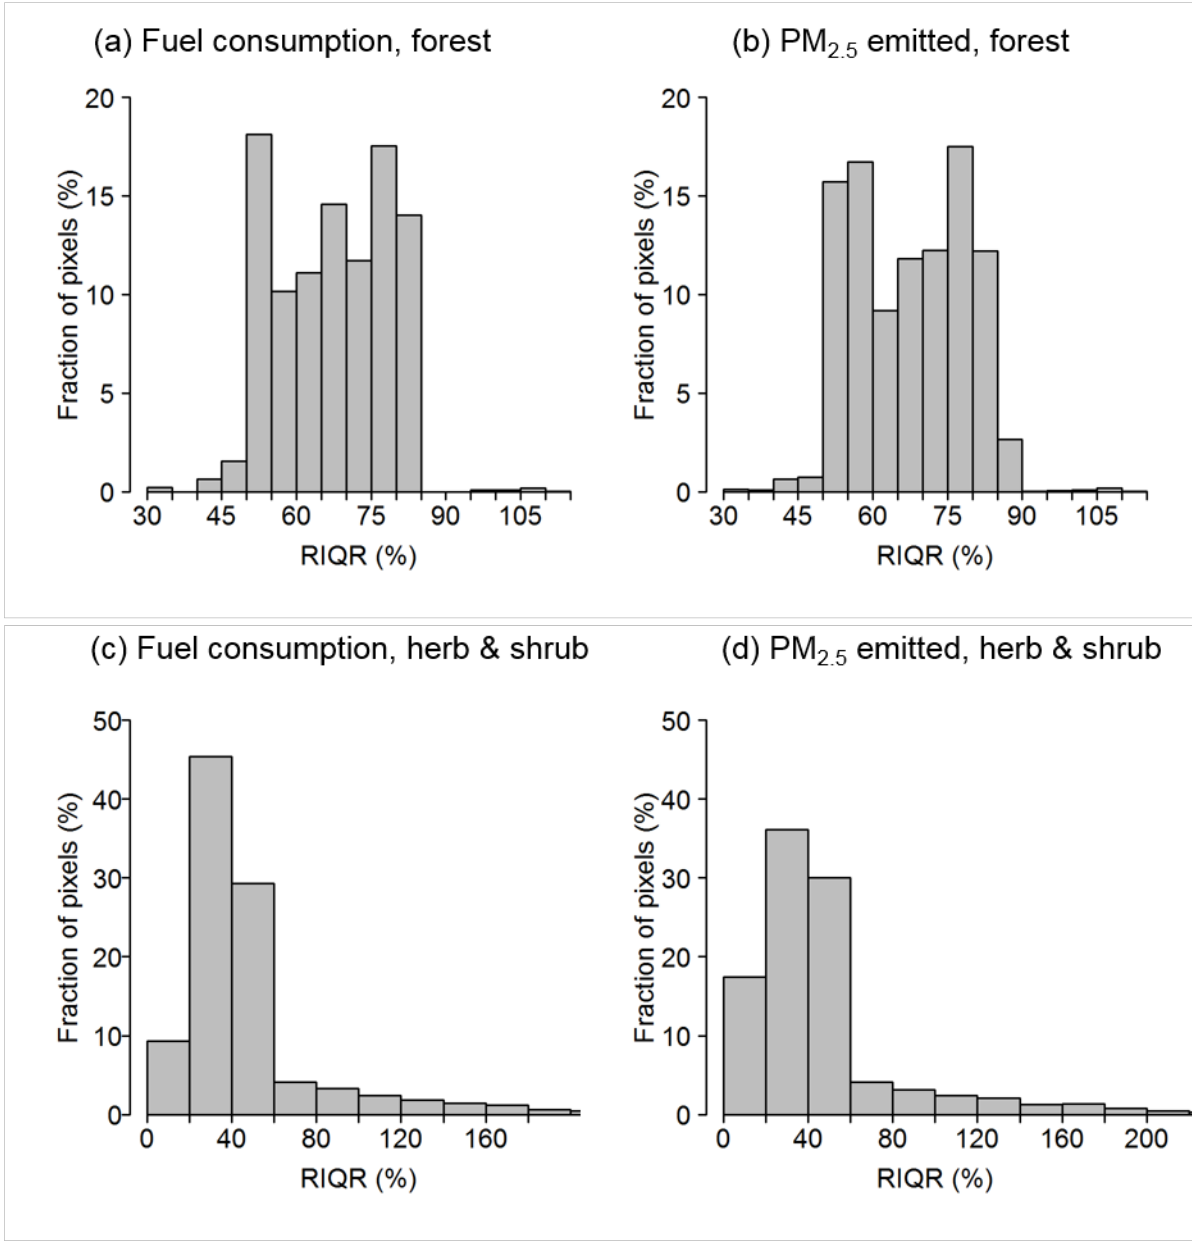 (a) Fuel consumption, forest
20
15
10
5
0
Fraction of pixels (%)
30 45 60 75 90 105
RIQR (%)
(b) PM2.5 emitted, forest
20
15
10
5
0
Fraction of pixels (%)
30 45 60 75 90 105
RIQR (%)
(c) Fuel consumption, herb & shrub
50
40
30
20
10
0
Fraction of pixels (%)
0 40 80 120 160
RIQR (%)
(d) PM2.5 emitted, herb & shrub
50
40
30
20
10
0
Fraction of pixels (%)
0 40 80 120 160 200
RIQR (%)